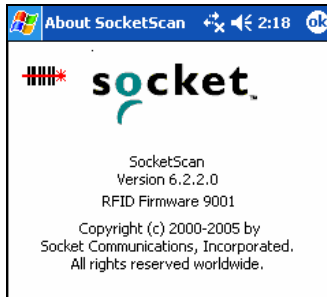 About SocketScan 2:18 ok
socket
SocketScan
Version 6.2.2.0
RFID Firmware 9001
Copyright (c) 2000-2005 by
Socket Communications, Incorporated.
All rights reserved worldwide.